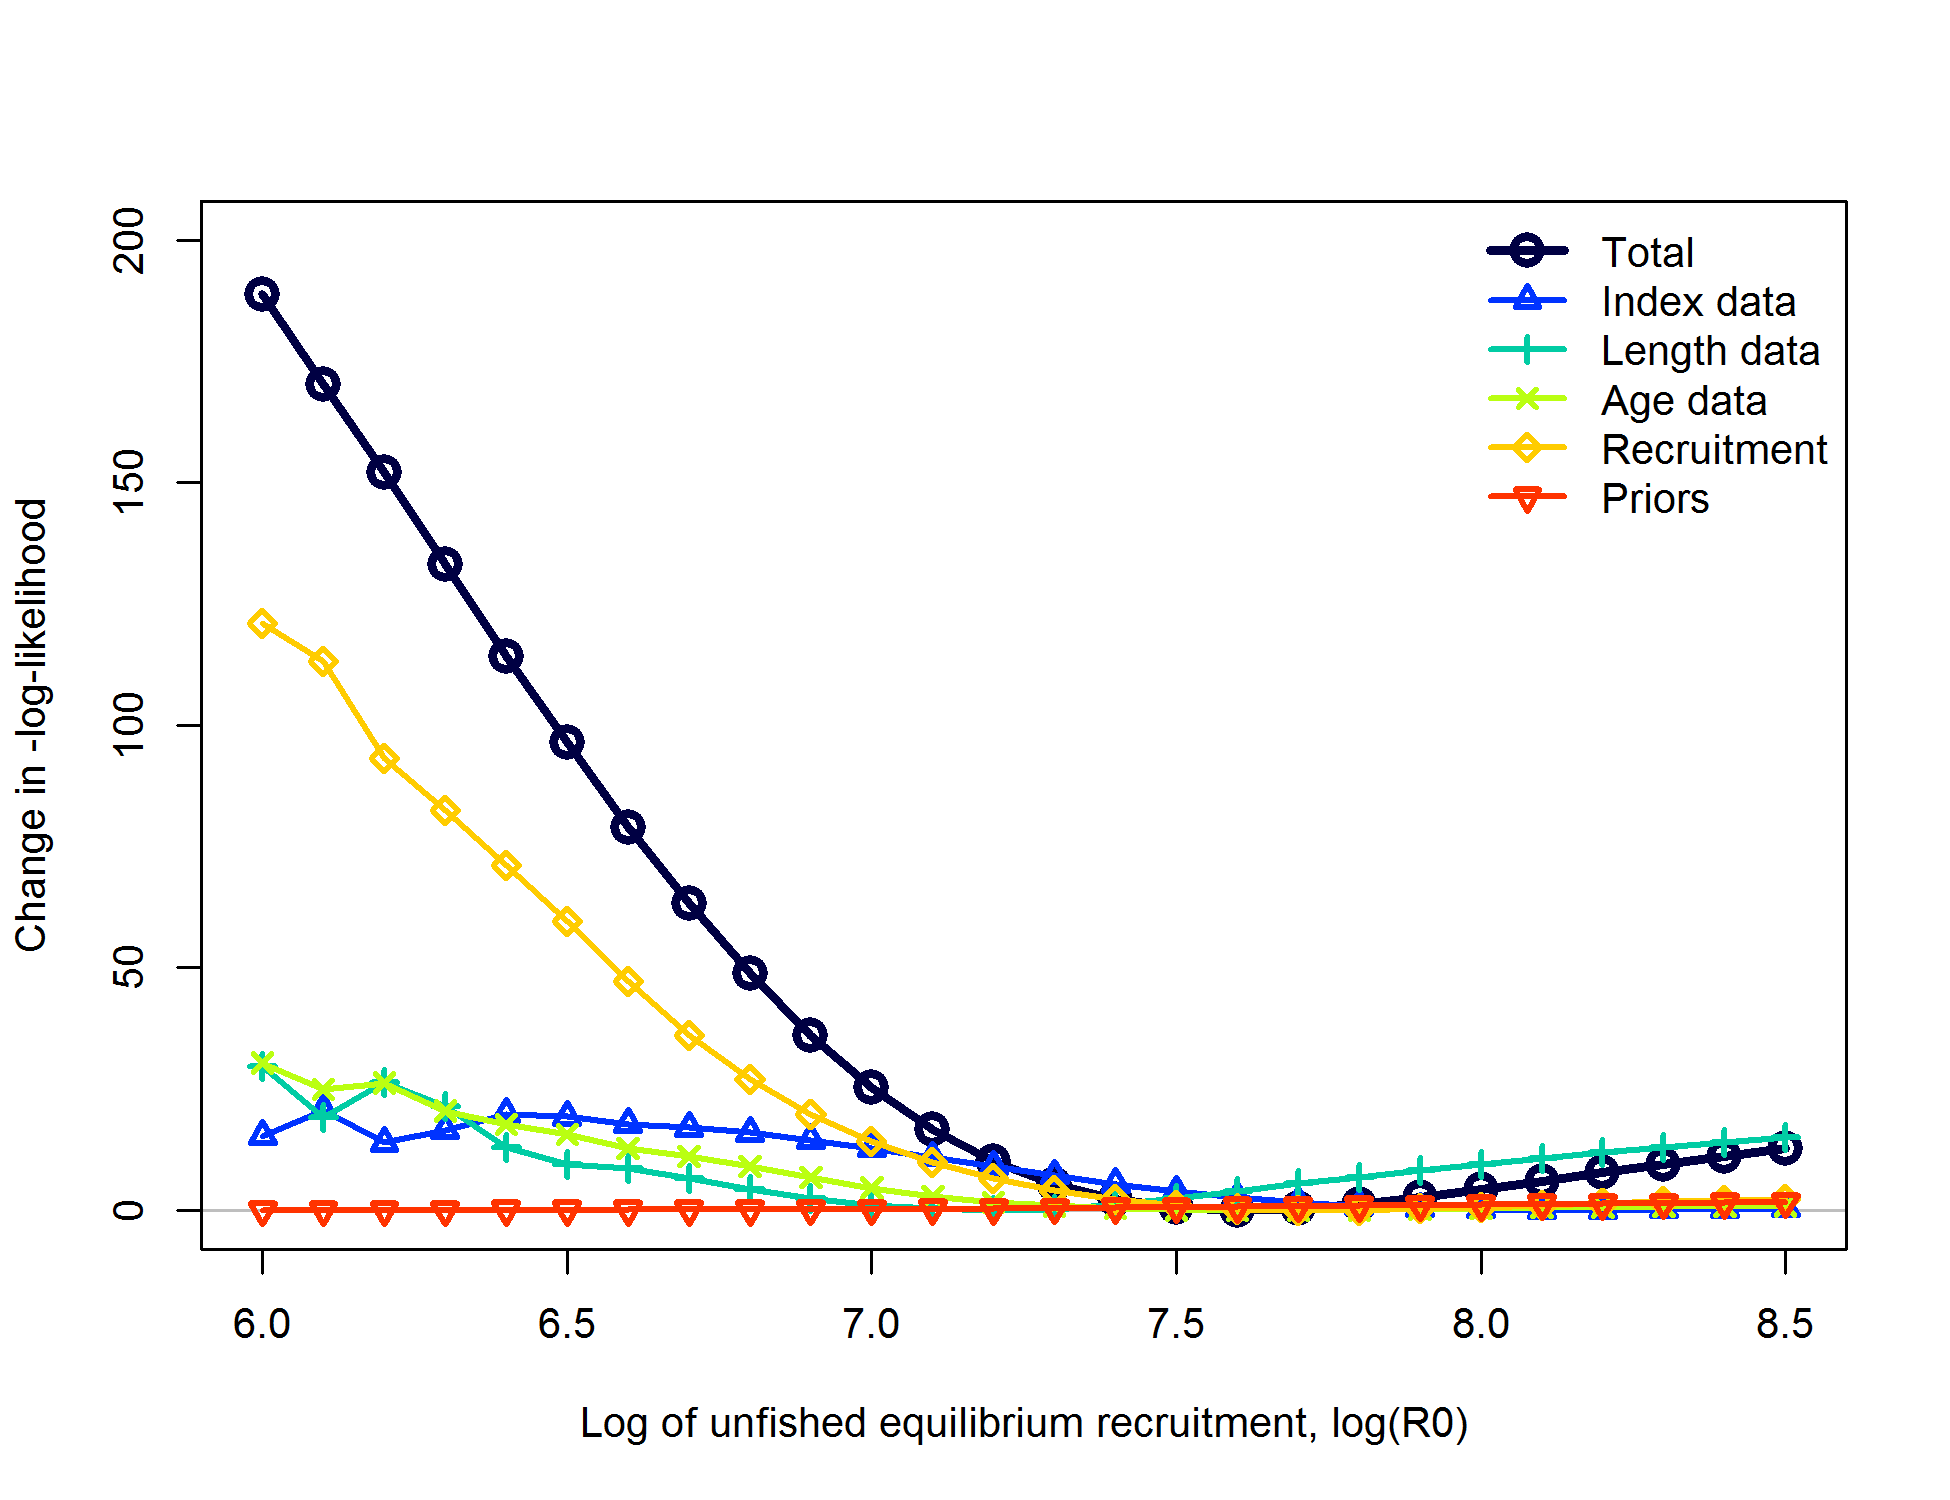 Total
Index data
Length data
Age data
Recruitment
Priors
Change in -log-likelihood
200
150
100
50
0
6.0 6.5 7.0 7.5 8.0 8.5
Log of unfished equilibrium recruitment, log(R0)